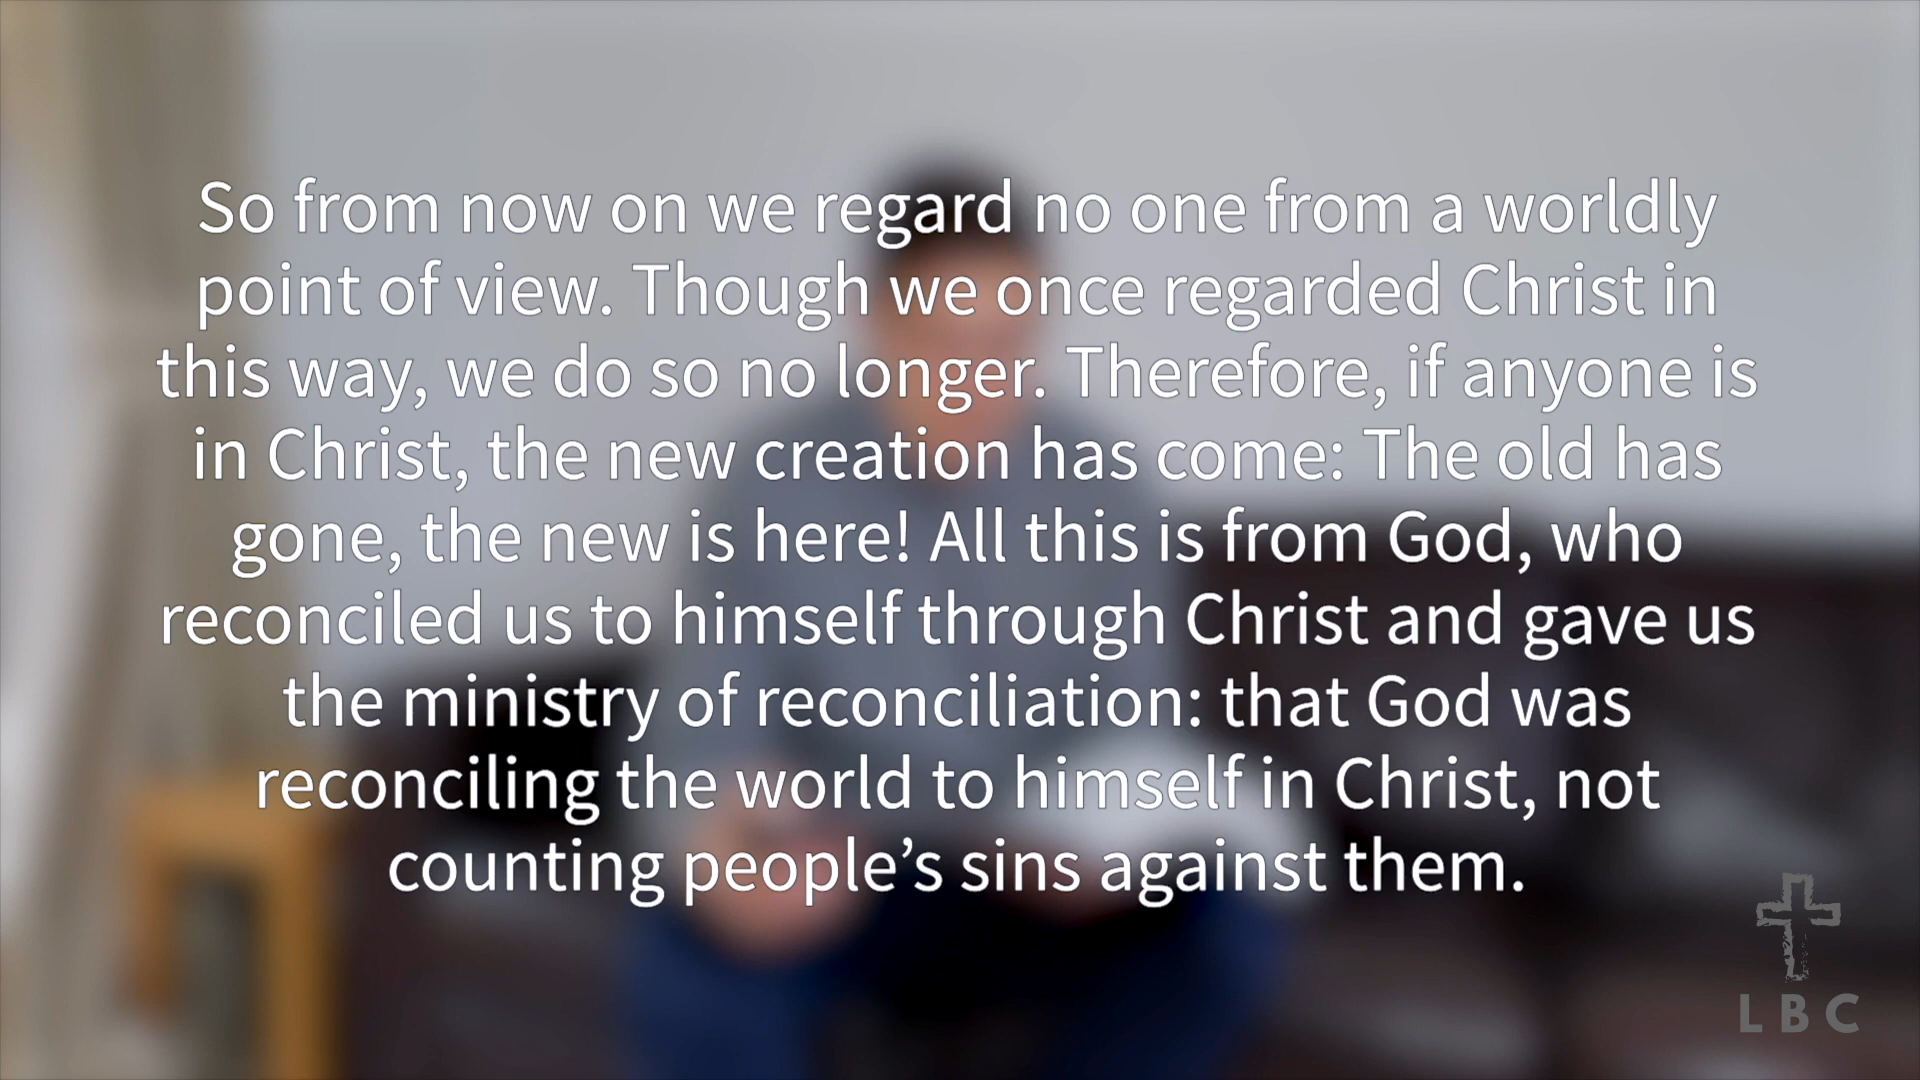 So from now on we regard no one from a worldly
point of view. Though we once regarded Christ in
this way, we do so no longer. Therefore, if anyone is
in Christ, the new creation has come: The old has
gone, the new is here! All this is from God, who
reconciled us to himself through Christ and gave us
the ministry of reconciliation: that God was
reconciling the world to himself in Christ, not
counting people’s sins against them.
LBC